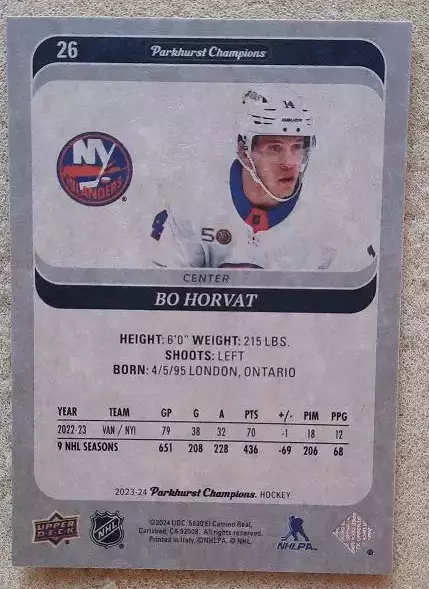 26 Parkhurst Champions
14
NY
ISLANDERS
4 50
CENTER
BO HORVAT
HEIGHT: 6'0" WEIGHT: 215 LBS.
SHOOTS: LEFT
BORN: 4/5/95 LONDON, ONTARIO
YEAR TEAM GP G A PTS +/- PIM PPG
2022-23 VAN / NYI 79 38 32 70 -1 18 12
9 NHL SEASONS 651 208 228 436 -69 206 68
2023-24 Parkhurst Champions. HOCKEY
©2024 UDC. 5830 El Camino Real,
Carlsbad, CA 92008. All Rights Reserved.
Printed in Italy. ©NHLPA. © NHL.
UPPER DECK
NHL
NHLPA